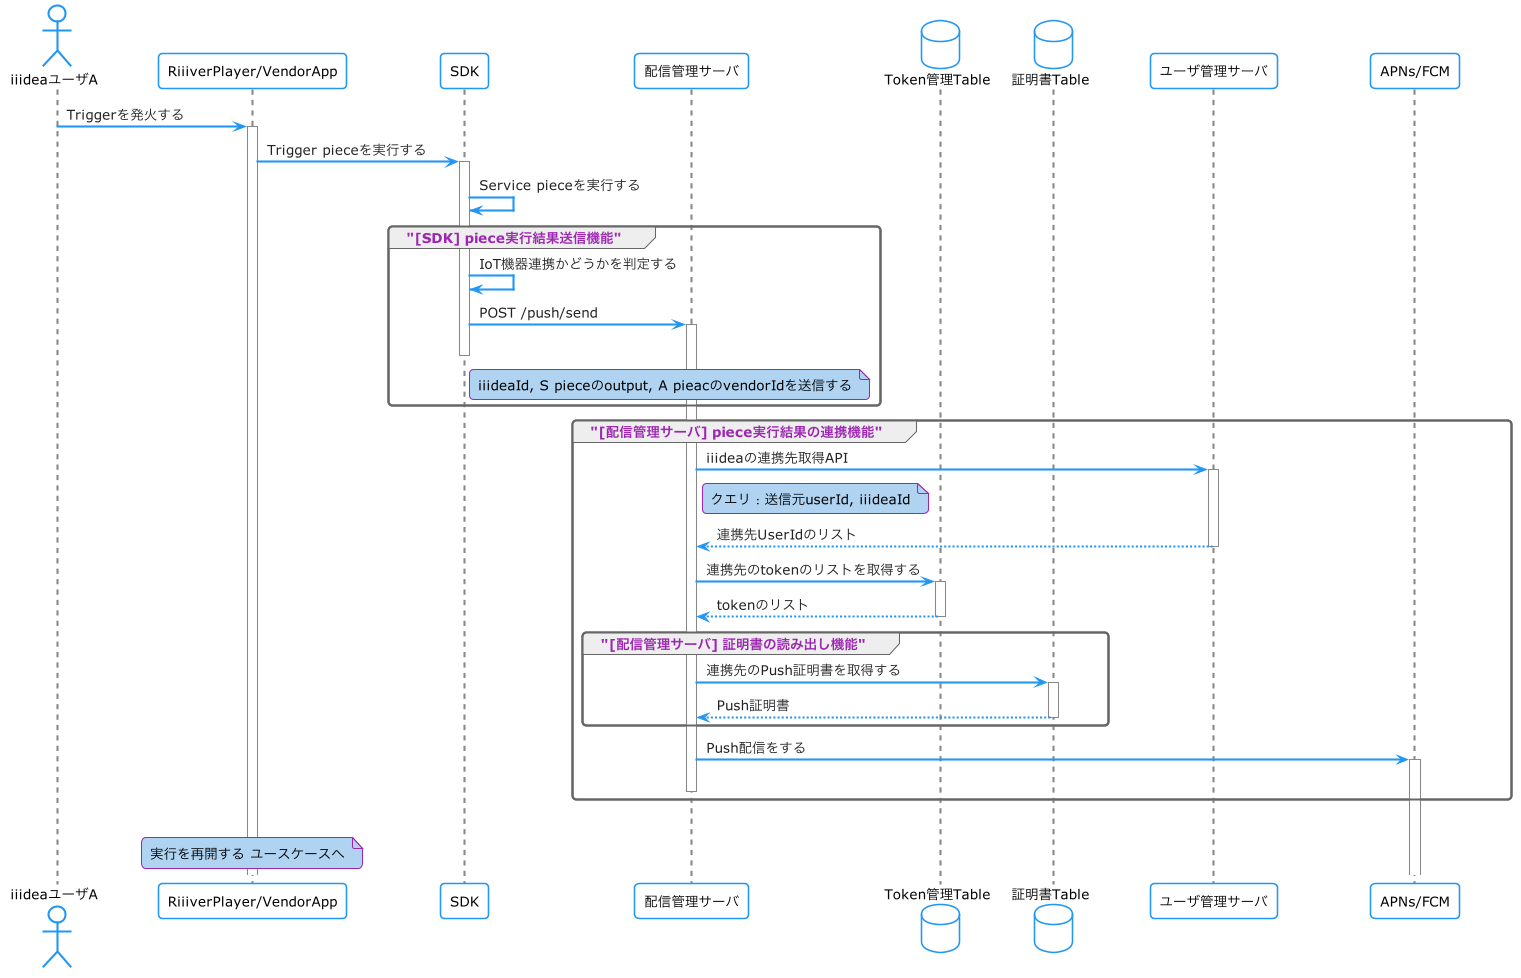 iiideaユーザA
RiiiverPlayer/VendorApp
SDK
配信管理サーバ
Token管理Table
証明書Table
ユーザ管理サーバ
APNs/FCM
Triggerを発火する
Trigger pieceを実行する
Service pieceを実行する
"[SDK] piece実行結果送信機能"
IoT機器連携かどうかを判定する
POST /push/send
iiideaId, S pieceのoutput, A pieacのvendorIdを送信する
"[配信管理サーバ] piece実行結果の連携機能"
iiideaの連携先取得API
クエリ : 送信元userId, iiideaId
連携先UserIdのリスト
連携先のtokenのリストを取得する
tokenのリスト
"[配信管理サーバ] 証明書の読み出し機能"
連携先のPush証明書を取得する
Push証明書
Push配信をする
実行を再開する ユースケースへ
iiideaユーザA
RiiiverPlayer/VendorApp
SDK
配信管理サーバ
Token管理Table
証明書Table
ユーザ管理サーバ
APNs/FCM